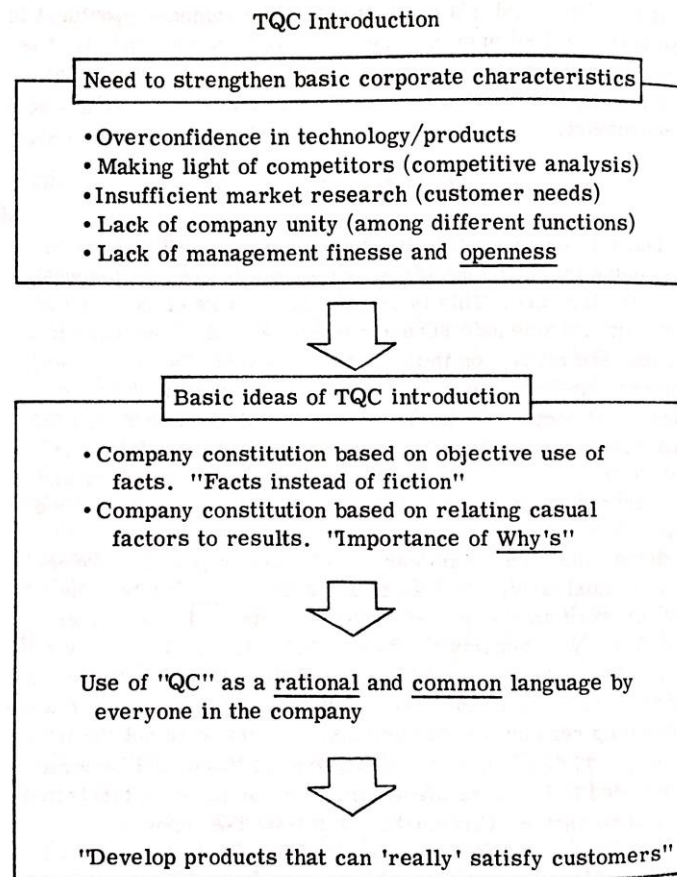 TQC Introduction
Need to strengthen basic corporate characteristics
•Overconfidence in technology/products
•Making light of competitors (competitive analysis)
•Insufficient market research (customer needs)
•Lack of company unity (among different functions)
•Lack of management finesse and openness
Basic ideas of TQC introduction
•Company constitution based on objective use of
facts. "Facts instead of fiction"
•Company constitution based on relating casual
factors to results. "Importance of Why's"
Use of "QC" as a rational and common language by
everyone in the company
"Develop products that can 'really' satisfy customers"